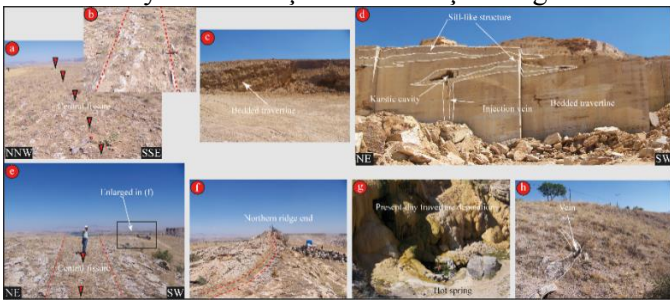 b
d
Sill-like structure
a
c
Central fissure
Bedded travertine
Karstic cavity
Injection vein
Bedded travertine
NNW
SSE
NE
SW
e
Enlarged in (f)
f
Northern ridge end
g
Present-day travertine depositions
h
Vein
Central fissure
NE
SW
Hot spring